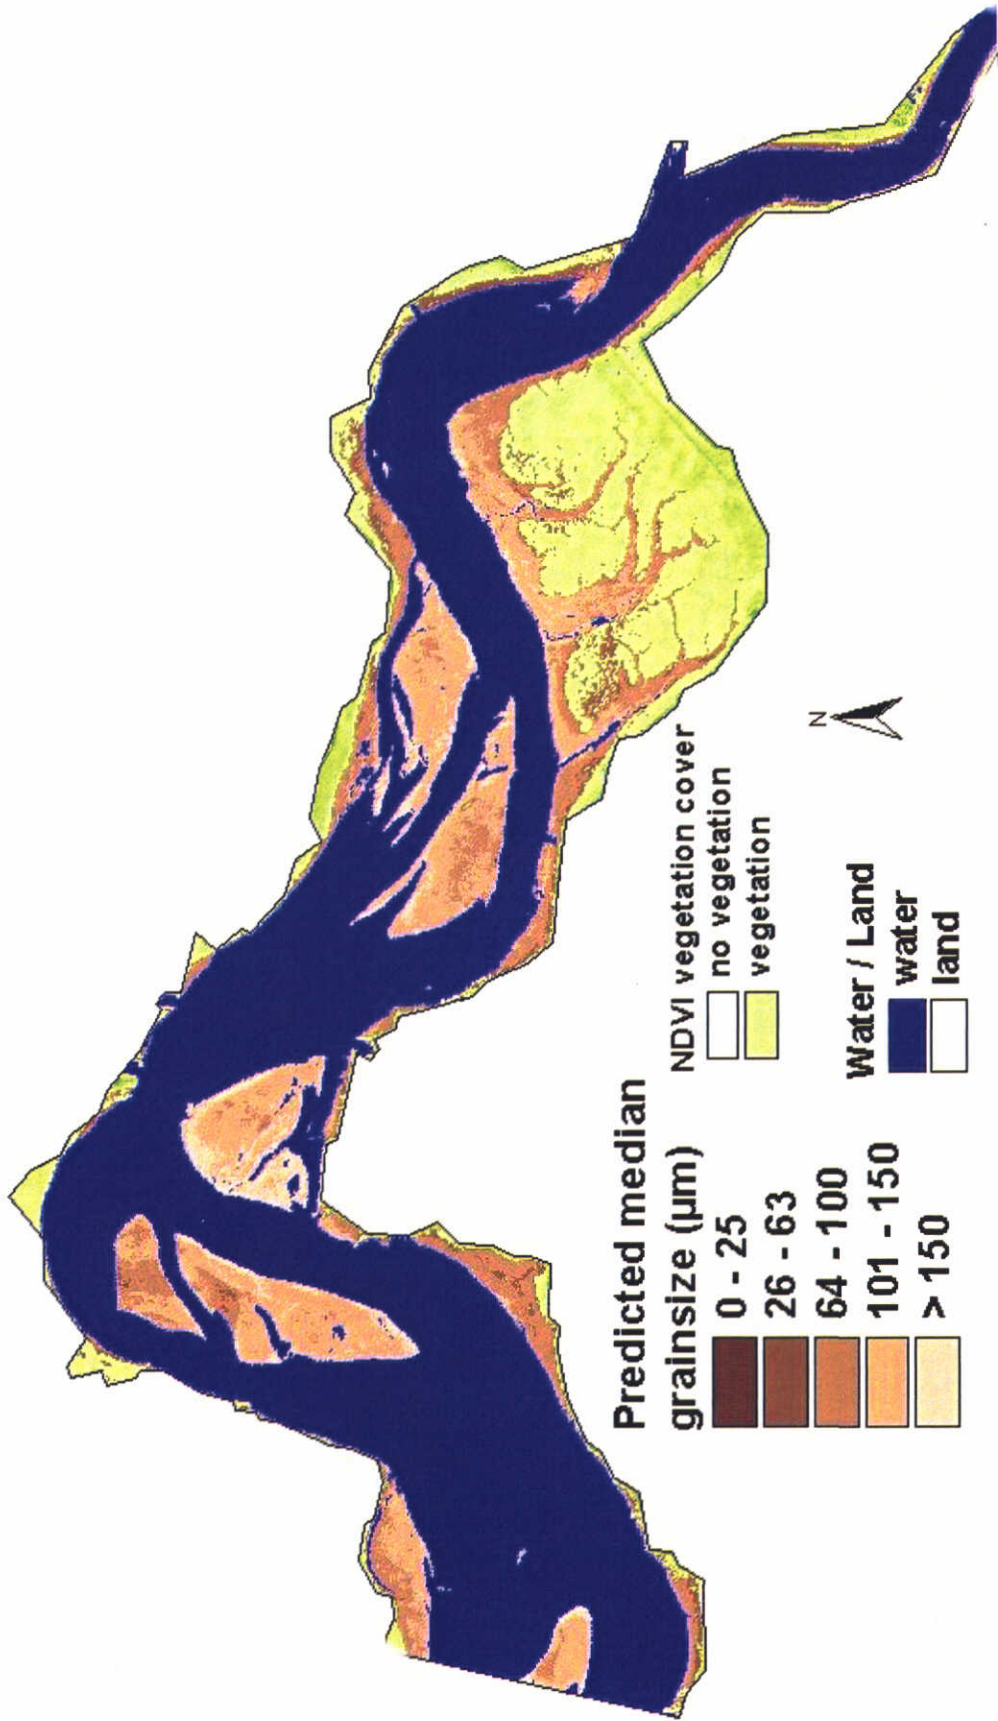 Predicted median
grainsize (µm)
0 - 25
26 - 63
64 - 100
101 - 150
> 150
NDVI vegetation cover
no vegetation
vegetation
Water / Land
water
land
N